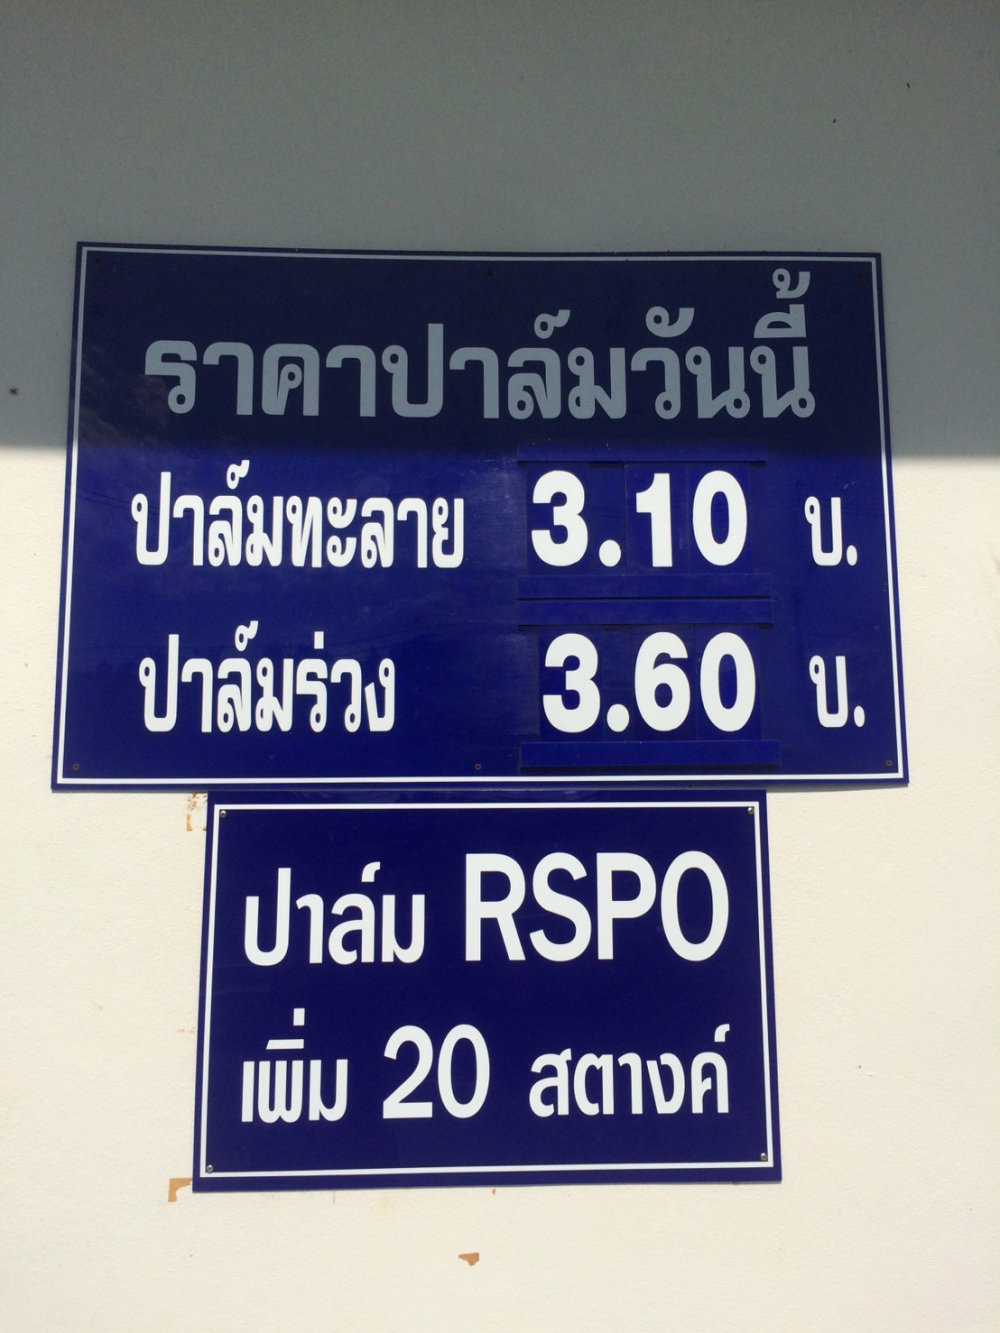 ราคาปาล์มวันนี้
ปาล์มทะลาย 3.10 บ.
ปาล์มร่วง 3.60 บ.
ปาล์ม RSPO
เพิ่ม 20 สตางค์